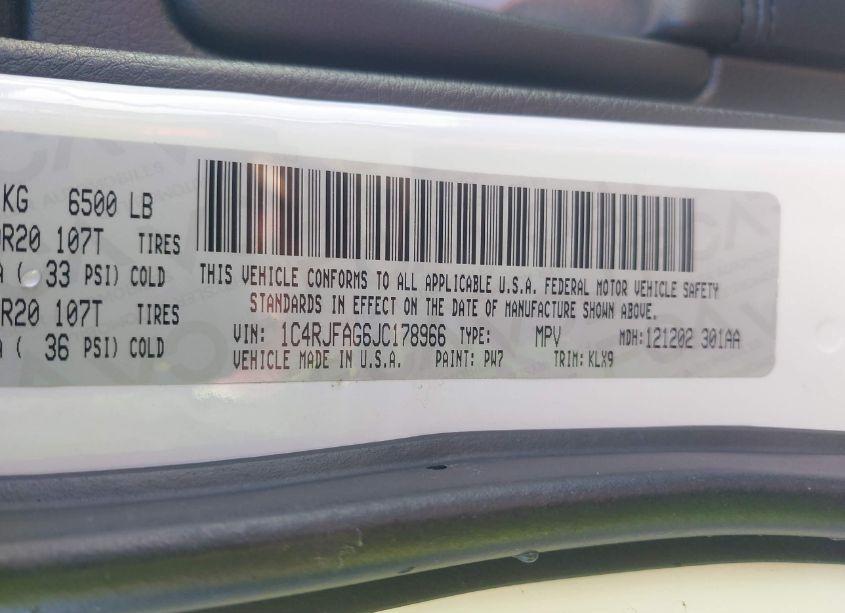 KG 6500 LB
R20 107T TIRES
( 33 PSI) COLD
R20 107T TIRES
( 36 PSI) COLD
THIS VEHICLE CONFORMS TO ALL APPLICABLE U.S.A. FEDERAL MOTOR VEHICLE SAFETY
STANDARDS IN EFFECT ON THE DATE OF MANUFACTURE SHOWN ABOVE.
VIN: 1C4RJFAG6JC178966 TYPE: MPV MDH: 121202 301AA
VEHICLE MADE IN U.S.A. PAINT: PW7 TRIM: KLX9